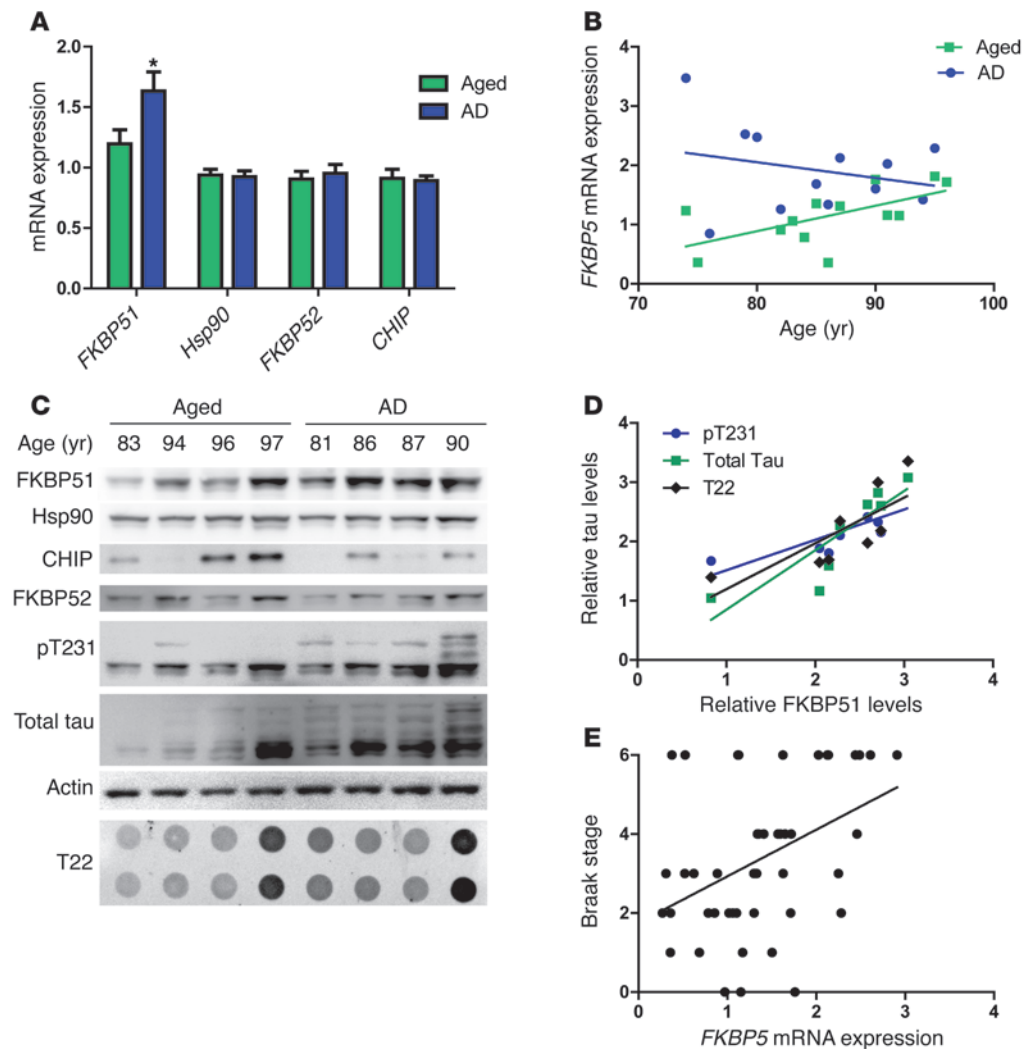 A
mRNA expression
2.0
1.5
1.0
0.5
0.0
*
Aged
AD
FKBP51
Hsp90
FKBP52
CHIP
B
FKBP5 mRNA expression
4
3
2
1
0
70
80
90
100
Age (yr)
Aged
AD
C
Aged AD
Age (yr) 83 94 96 97 81 86 87 90
FKBP51
Hsp90
CHIP
FKBP52
pT231
Total tau
Actin
T22
D
Relative tau levels
4
3
2
1
0
0 1 2 3 4
Relative FKBP51 levels
pT231
Total Tau
T22
E
Braak stage
6
4
2
0
0 1 2 3 4
FKBP5 mRNA expression